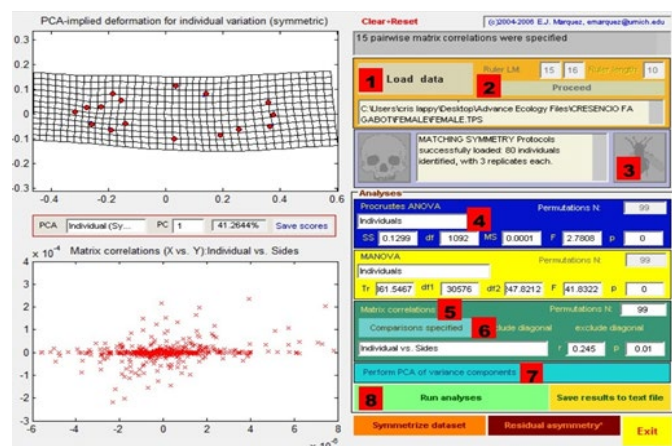 PCA-implied deformation for individual variation (symmetric)
0.3
0.2
0.1
0
-0.1
-0.2
-0.3
-0.4 -0.2 0 0.2 0.4 0.6
PCA Individual (Sy... PC 1 41.2644% Save scores
Matrix correlations (X vs. Y):Individual vs. Sides
4 x 10⁻⁴
3
2
1
0
-1
-2
-3
-4
-6 -4 -2 0 2 4 6 8
Clear+Reset (c)2004-2006 E.J. Marquez, emarquez@umich.edu
15 pairwise matrix correlations were specified
1 Load data
Ruler LM: 15 16 Ruler length: 10
2 Proceed
C:\Users\cris lappy\Desktop\Advance Ecology Files\CRESENCIO FA
GABOT\FEMALE\FEMALE.TPS
MATCHING SYMMETRY Protocols
successfully loaded: 80 individuals
identified, with 3 replicates each.
3
Analyses
Procrustes ANOVA 4 Permutations N: 99
Individuals
SS 0.1299 df 1092 MS 0.0001 F 2.7808 p 0
MANOVA Permutations N: 99
Individuals
Tr 361.5467 df1 30576 df2 247.8212 F 41.8322 p 0
Matrix correlations 5 Permutations N: 99
Comparisons specified 6 clude diagonal exclude diagonal
Individual vs. Sides r 0.245 p 0.01
Perform PCA of variance components 7
8 Run analyses Save results to text file
Symmetrize dataset Residual asymmetry* Exit